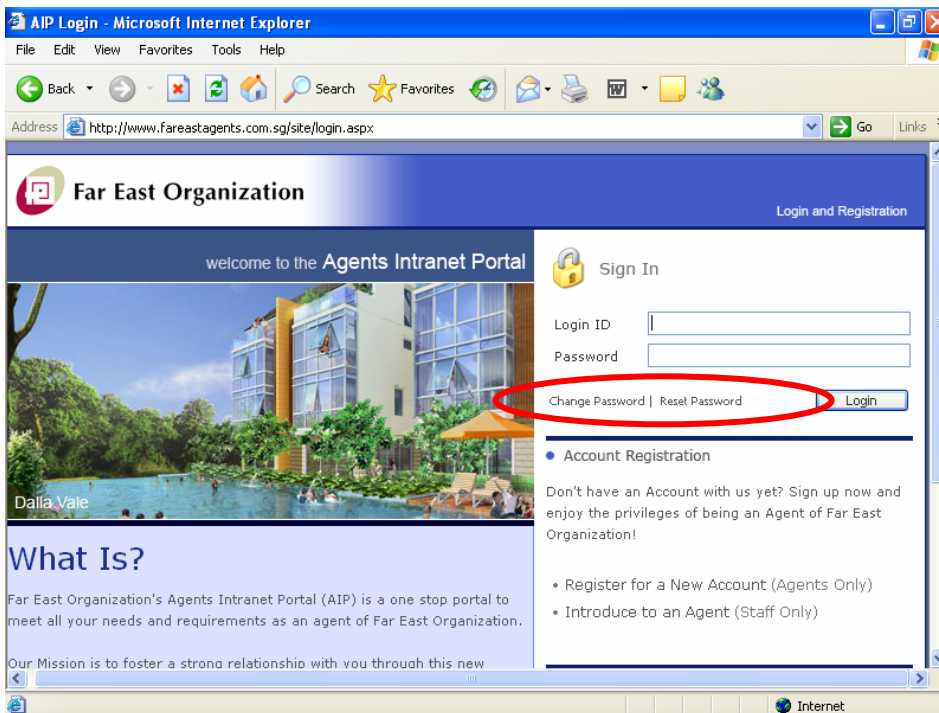 AIP Login - Microsoft Internet Explorer
File Edit View Favorites Tools Help
Back Search Favorites
Address http://www.fareastagents.com.sg/site/login.aspx Go Links
Far East Organization
Login and Registration
welcome to the Agents Intranet Portal
Dalla Vale
What Is?
Far East Organization's Agents Intranet Portal (AIP) is a one stop portal to
meet all your needs and requirements as an agent of Far East Organization.
Our Mission is to foster a strong relationship with you through this new
Sign In
Login ID
Password
Change Password | Reset Password Login
Account Registration
Don't have an Account with us yet? Sign up now and
enjoy the privileges of being an Agent of Far East
Organization!
• Register for a New Account (Agents Only)
• Introduce to an Agent (Staff Only)
Internet